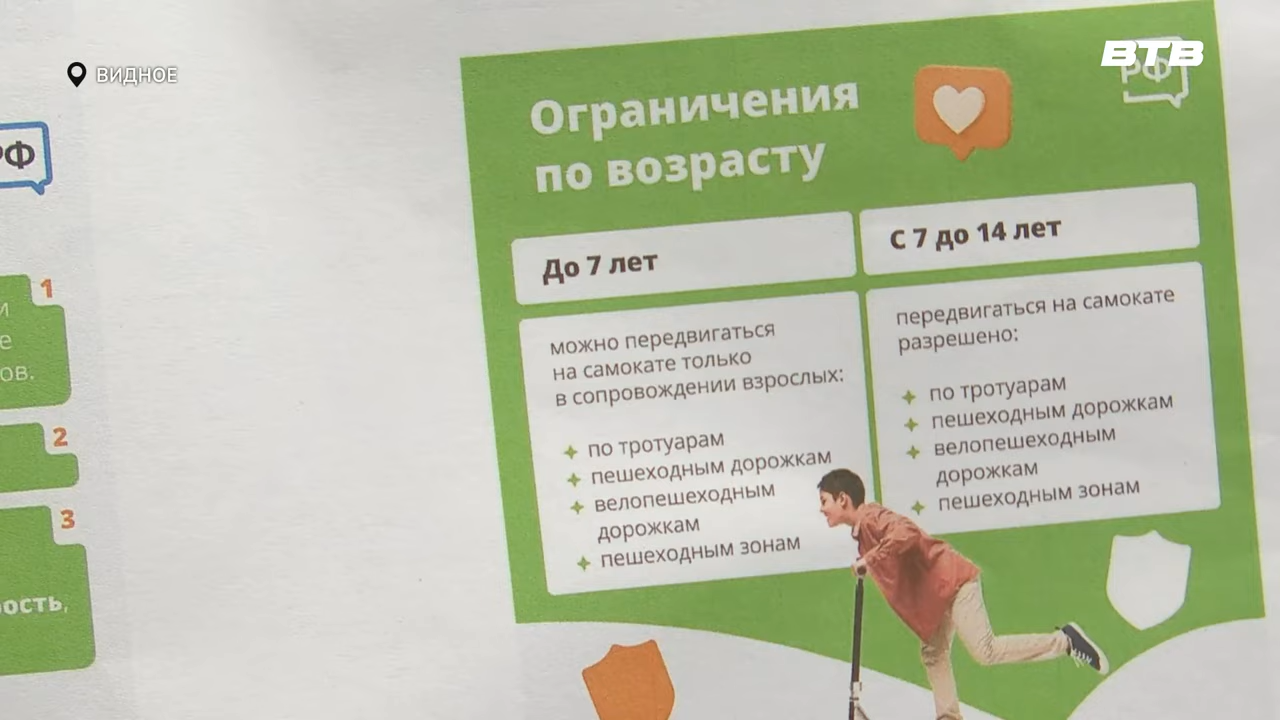 ВИДНОЕ
ВТВ
РФ
РФ
Ограничения
по возрасту
До 7 лет
можно передвигаться
на самокате только
в сопровождении взрослых:
по тротуарам
пешеходным дорожкам
велопешеходным
дорожкам
пешеходным зонам
С 7 до 14 лет
передвигаться на самокате
разрешено:
по тротуарам
пешеходным дорожкам
велопешеходным
дорожкам
пешеходным зонам
1
2
3